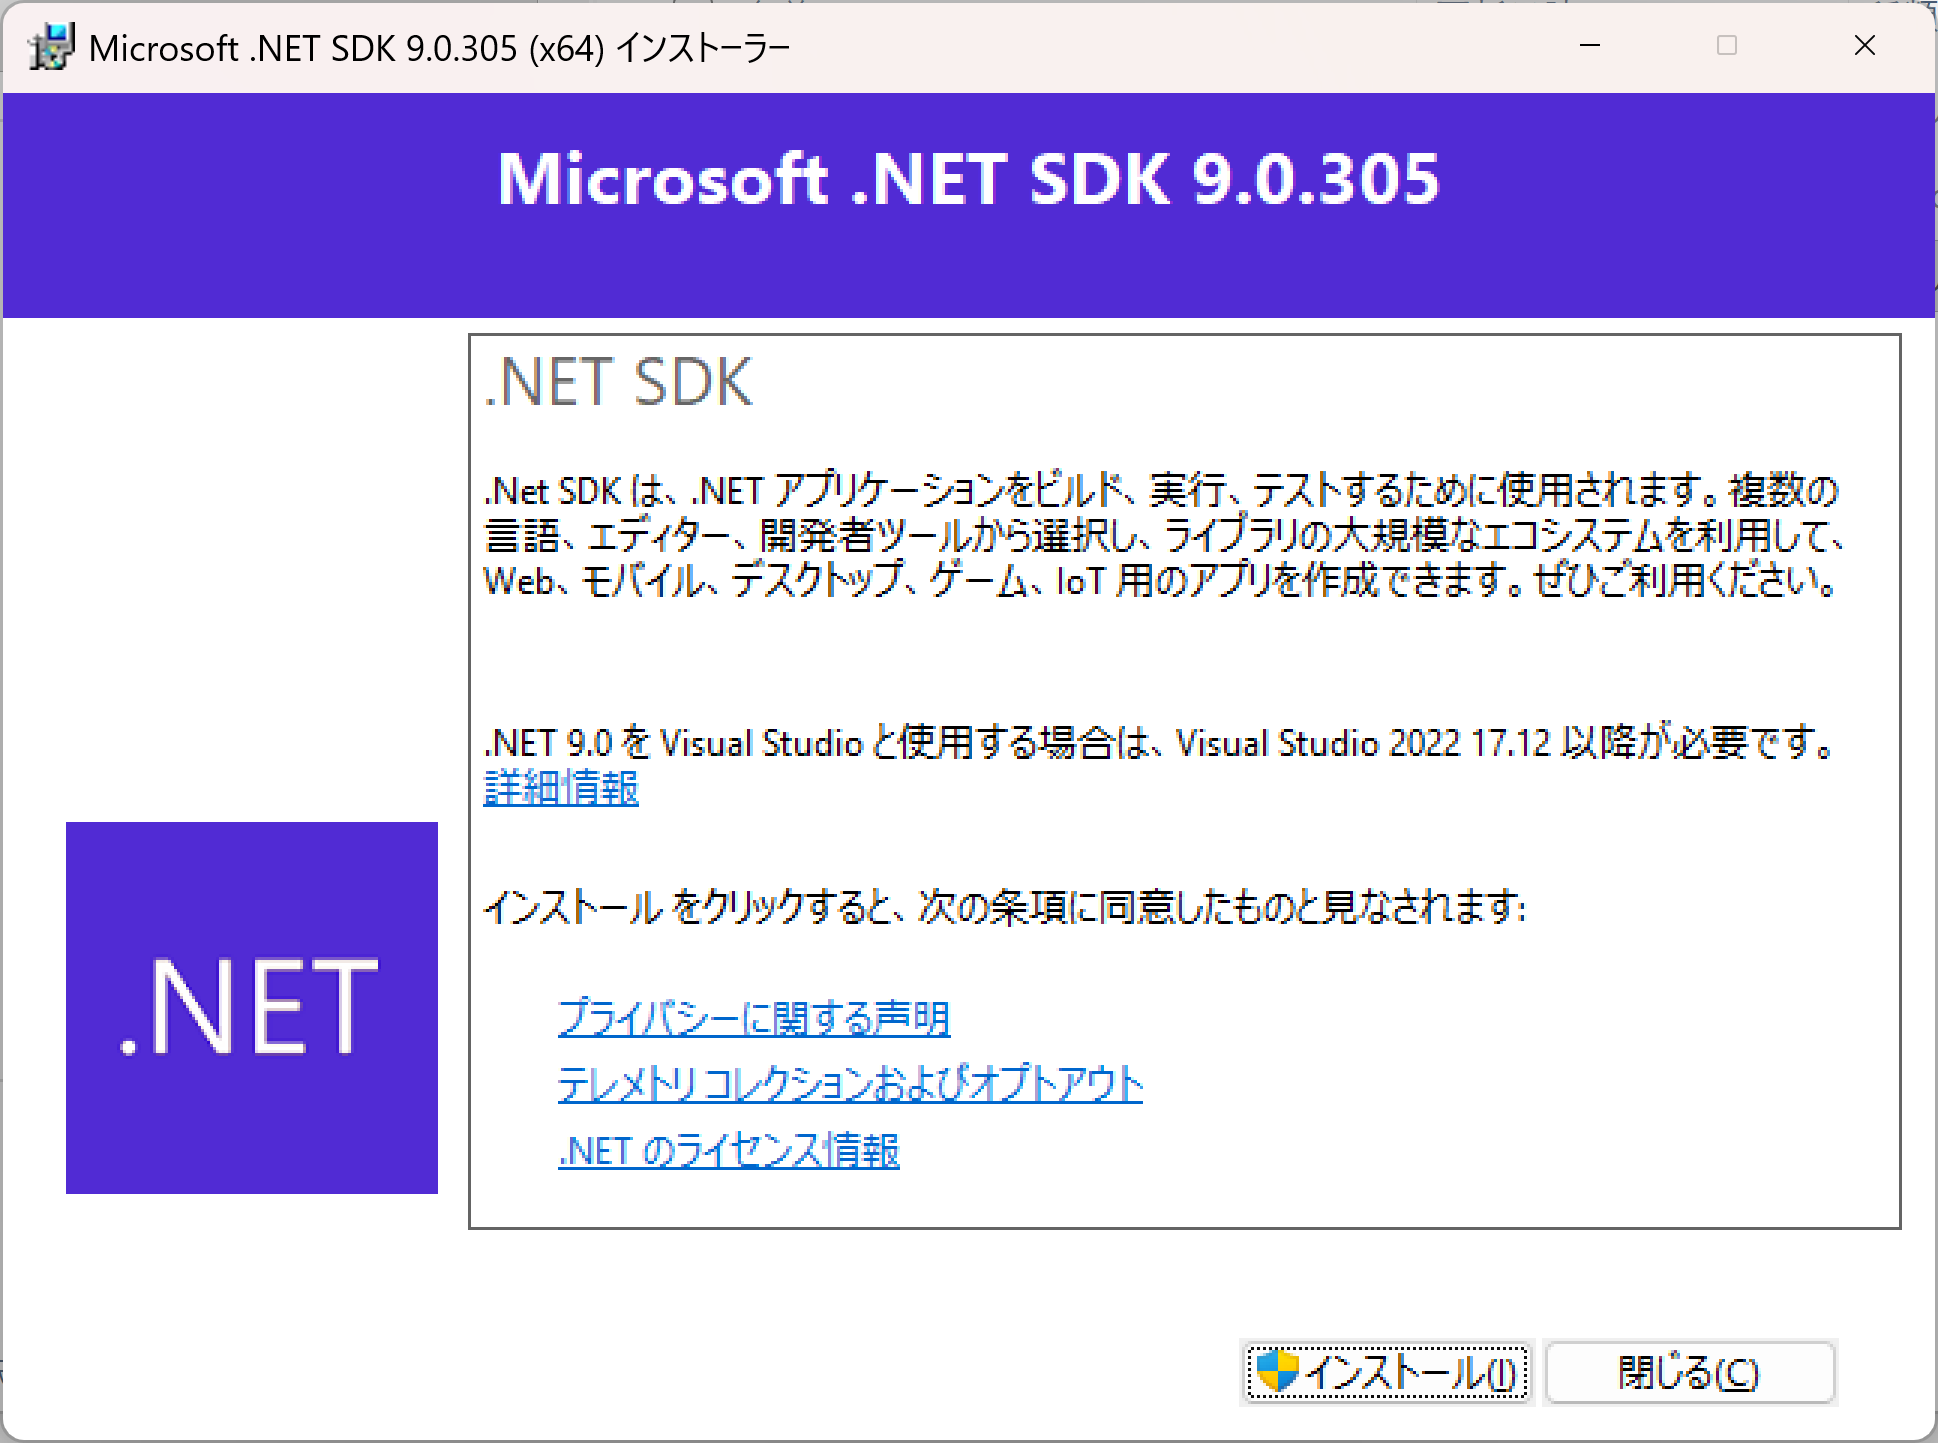 Microsoft .NET SDK 9.0.305 (x64) インストーラー
Microsoft .NET SDK 9.0.305
.NET SDK
.Net SDK は、.NET アプリケーションをビルド、実行、テストするために使用されます。複数の
言語、エディター、開発者ツールから選択し、ライブラリの大規模なエコシステムを利用して、
Web、モバイル、デスクトップ、ゲーム、IoT 用のアプリを作成できます。ぜひご利用ください。
.NET 9.0 を Visual Studio と使用する場合は、Visual Studio 2022 17.12 以降が必要です。
詳細情報
インストール をクリックすると、次の条項に同意したものと見なされます:
プライバシーに関する声明
テレメトリ コレクションおよびオプトアウト
.NET のライセンス情報
.NET
インストール(I)
閉じる(C)